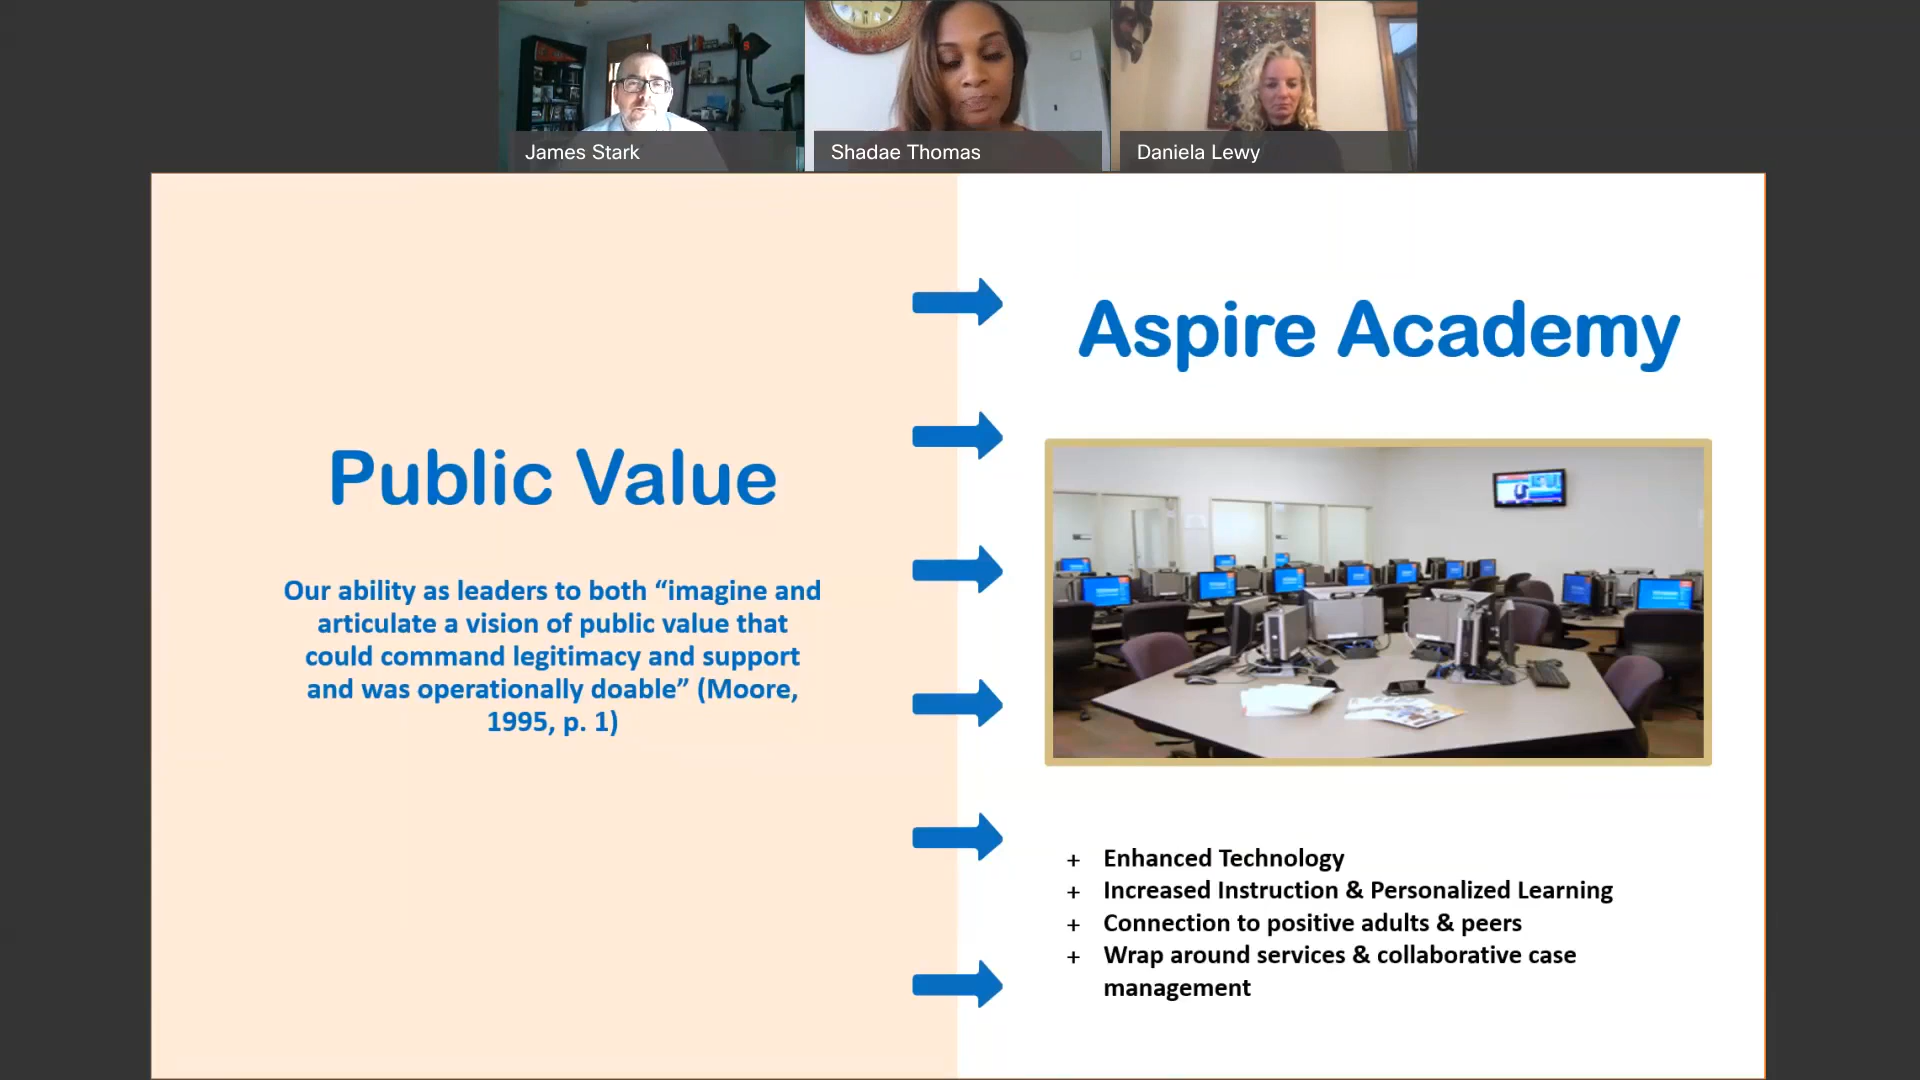 James Stark
Shadae Thomas
Daniela Lewy
Public Value
Our ability as leaders to both “imagine and
articulate a vision of public value that
could command legitimacy and support
and was operationally doable” (Moore,
1995, p. 1)
Aspire Academy
+ Enhanced Technology
+ Increased Instruction & Personalized Learning
+ Connection to positive adults & peers
+ Wrap around services & collaborative case
management